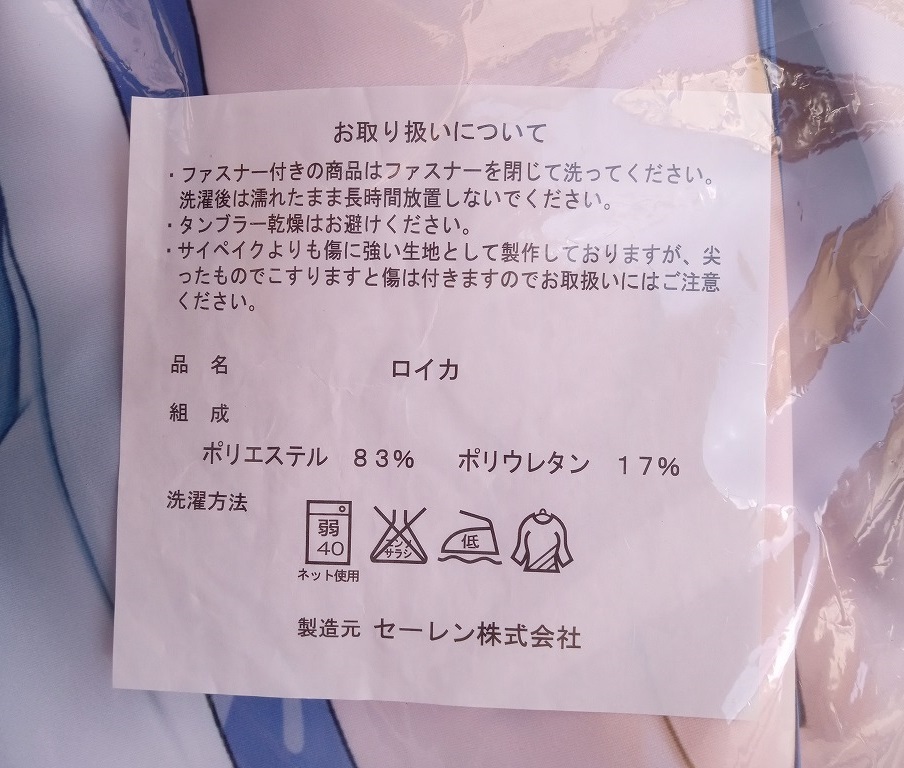 お取り扱いについて
・ファスナー付きの商品はファスナーを閉じて洗ってください。
洗濯後は濡れたまま長時間放置しないでください。
・タンブラー乾燥はお避けください。
・サイペイクよりも傷に強い生地として製作しておりますが、尖
ったものでこすりますと傷は付きますのでお取扱いにはご注意
ください。
品 名 ロイカ
組 成
ポリエステル 83% ポリウレタン 17%
洗濯方法
弱
40
エンソ
サラシ
低
ネット使用
製造元 セーレン株式会社